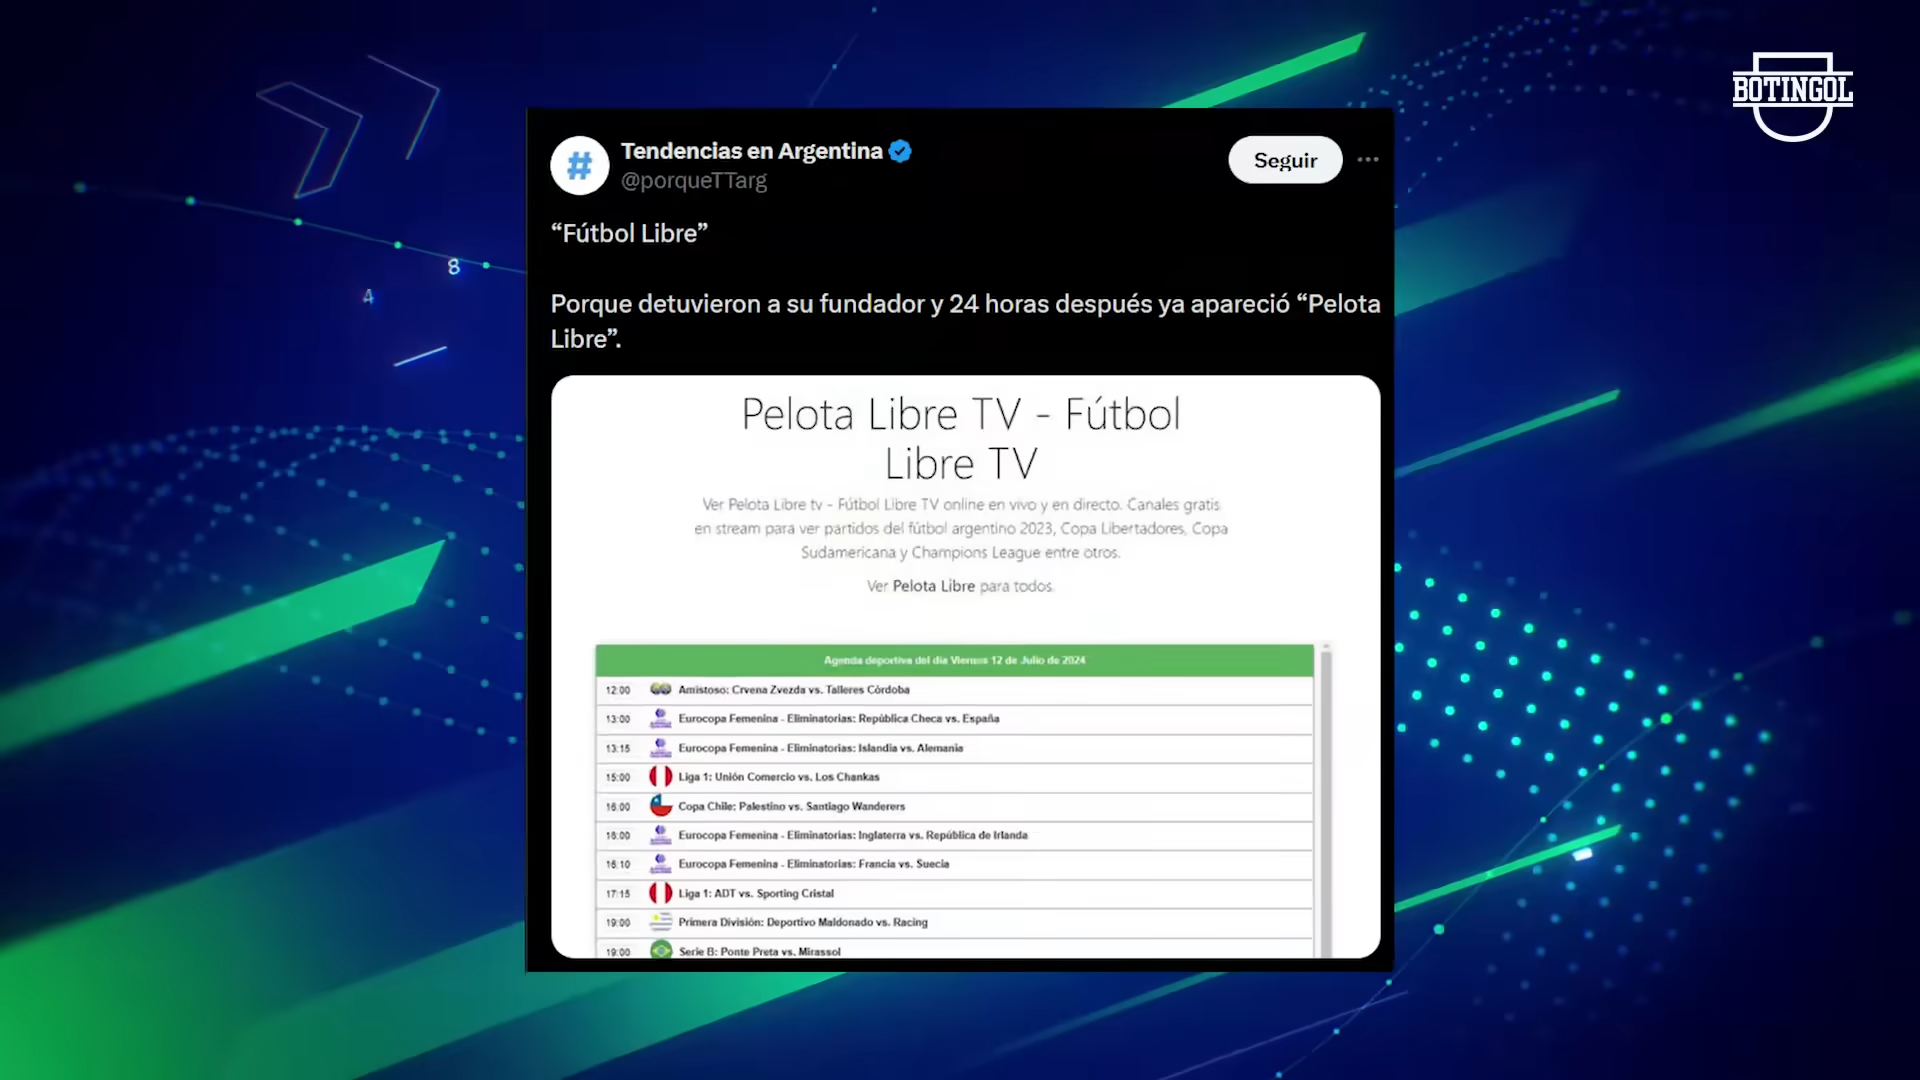 BOTINGOL
#
Tendencias en Argentina
Seguir
@porqueTTarg
“Fútbol Libre”
8
4
Porque detuvieron a su fundador y 24 horas después ya apareció “Pelota
Libre”.
Pelota Libre TV - Fútbol
Libre TV
Ver Pelota Libre tv - Fútbol Libre TV online en vivo y en directo. Canales gratis
en stream para ver partidos del fútbol argentino 2023, Copa Libertadores, Copa
Sudamericana y Champions League entre otros.
Ver Pelota Libre para todos.
Agenda deportiva del día Viernes 12 de Julio de 2024
12:00 Amistoso: Crvena Zvezda vs. Talleres Córdoba
13:00 Eurocopa Femenina - Eliminatorias: República Checa vs. España
13:15 Eurocopa Femenina - Eliminatorias: Islandia vs. Alemania
15:00 Liga 1: Unión Comercio vs. Los Chankas
16:00 Copa Chile: Palestino vs. Santiago Wanderers
16:00 Eurocopa Femenina - Eliminatorias: Inglaterra vs. República de Irlanda
16:10 Eurocopa Femenina - Eliminatorias: Francia vs. Suecia
17:15 Liga 1: ADT vs. Sporting Cristal
19:00 Primera División: Deportivo Maldonado vs. Racing
19:00 Serie B: Ponte Preta vs. Mirassol